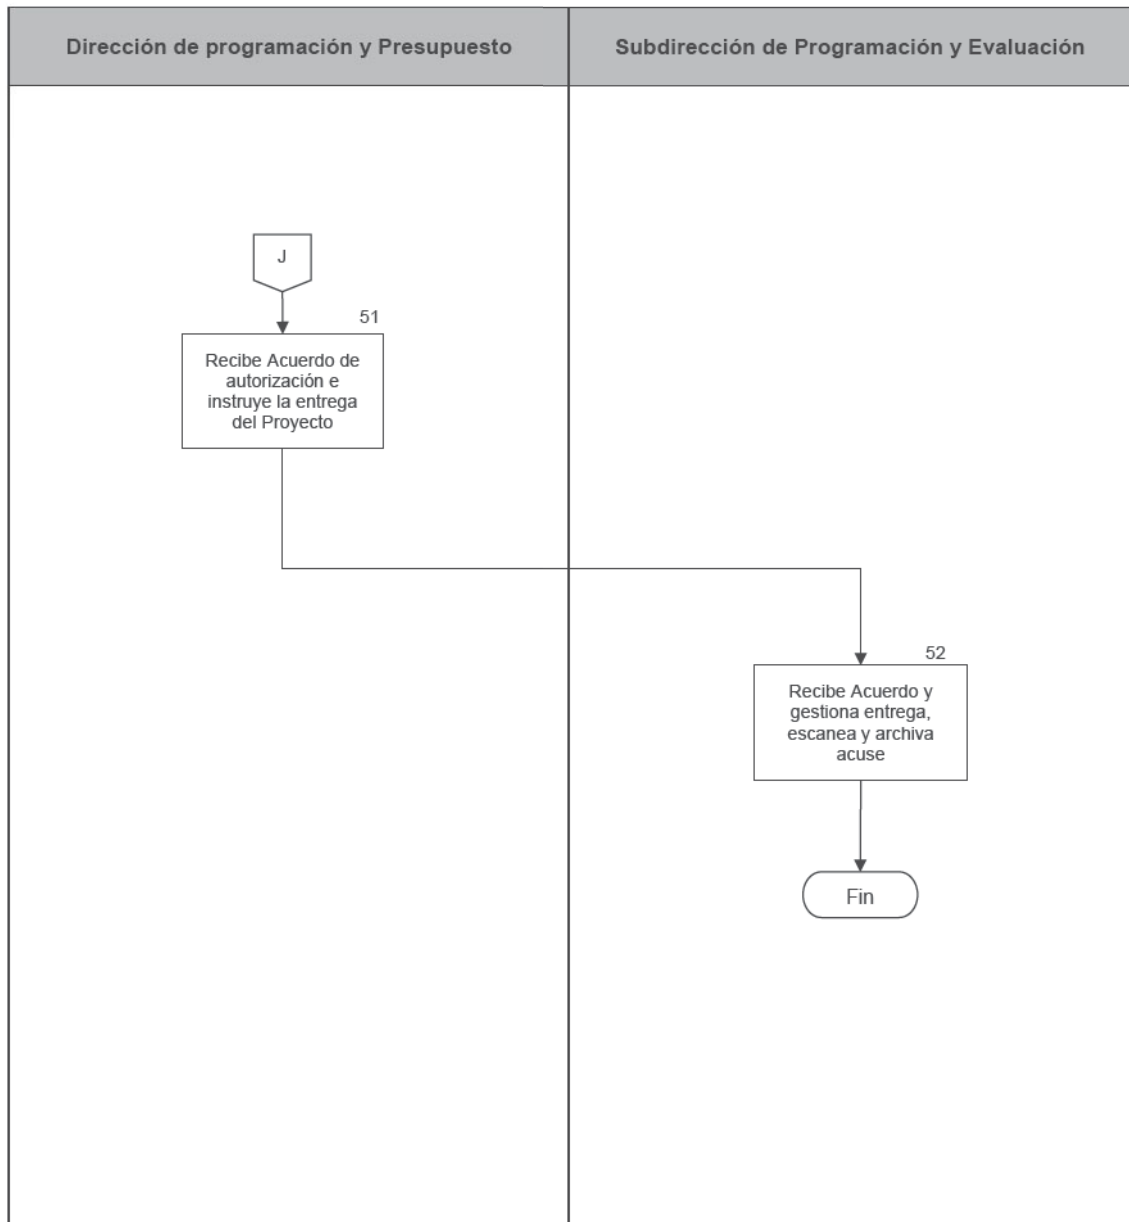 Dirección de programación y Presupuesto
Subdirección de Programación y Evaluación
J
51
Recibe Acuerdo de
autorización e
instruye la entrega
del Proyecto
52
Recibe Acuerdo y
gestiona entrega,
escanea y archiva
acuse
Fin